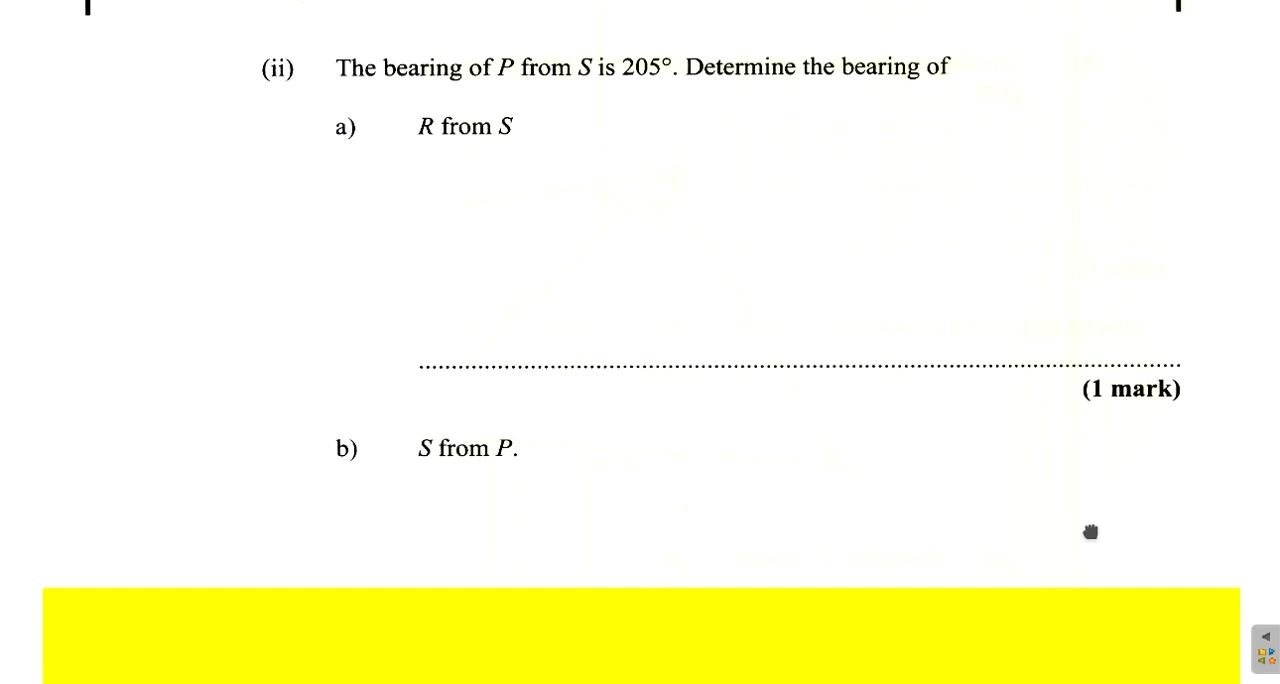 (ii) The bearing of P from S is 205°. Determine the bearing of
a) R from S
(1 mark)
b) S from P.